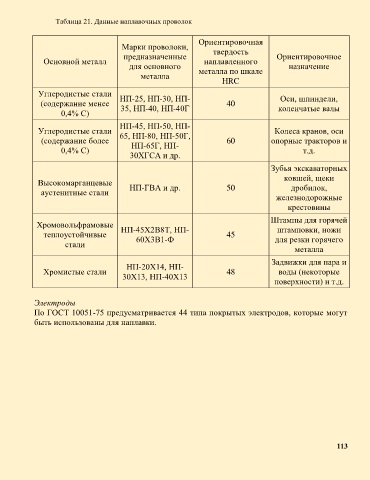 Таблица 21. Данные наплавочных проволок
Основной металл
Марки проволоки,
предназначенные
для основного
металла
Ориентировочная
твердость
наплавленного
металла по шкале
HRC
Ориентировочное
назначение
Углеродистые стали
(содержание менее
0,4% С)
НП-25, НП-30, НП-
35, НП-40, НП-40Г
40
Оси, шпиндели,
коленчатые валы
Углеродистые стали
(содержание более
0,4% С)
НП-45, НП-50, НП-
65, НП-80, НП-50Г,
НП-65Г, НП-
30ХГСА и др.
60
Колеса кранов, оси
опорные тракторов и
т.д.
Высокомарганцевые
аустенитные стали
НП-ГВА и др.
50
Зубья экскаваторных
ковшей, щеки
дробилок,
железнодорожные
крестовины
Хромовольфрамовые
теплоустойчивые
стали
НП-45Х2В8Т, НП-
60Х3В1-Ф
45
Штампы для горячей
штамповки, ножи
для резки горячего
металла
Хромистые стали
НП-20Х14, НП-
30Х13, НП-40Х13
48
Задвижки для пара и
воды (некоторые
поверхности) и т.д.
Электроды
По ГОСТ 10051-75 предусматривается 44 типа покрытых электродов, которые могут
быть использованы для наплавки.
113